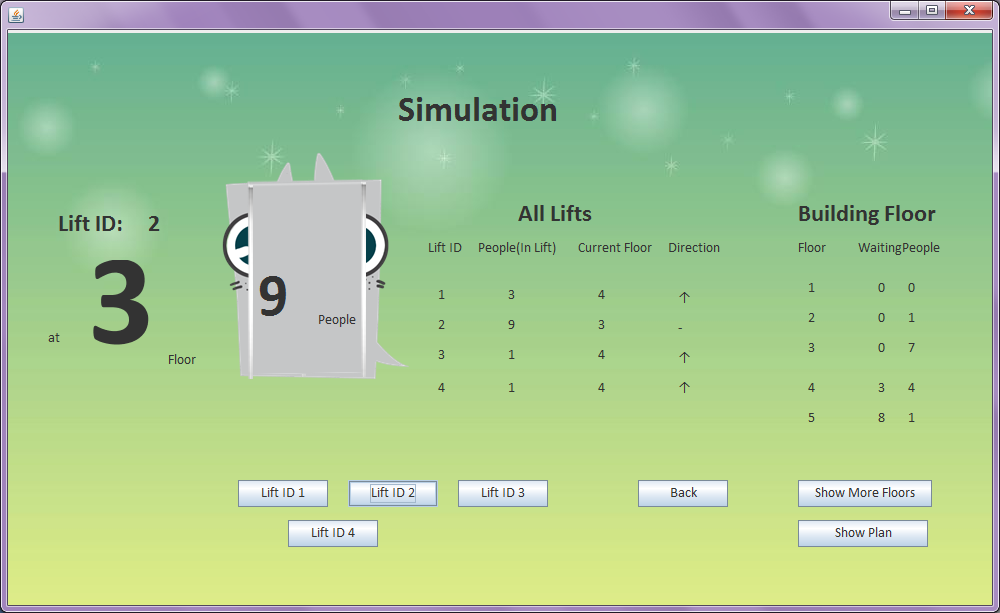 Simulation
Lift ID: 2
at 3 Floor
9 People
All Lifts
Lift ID People(In Lift) Current Floor Direction
1 3 4 ↑
2 9 3 -
3 1 4 ↑
4 1 4 ↑
Building Floor
Floor WaitingPeople
1 0 0
2 0 1
3 0 7
4 3 4
5 8 1
Lift ID 1 Lift ID 2 Lift ID 3 Back Show More Floors
Lift ID 4 Show Plan